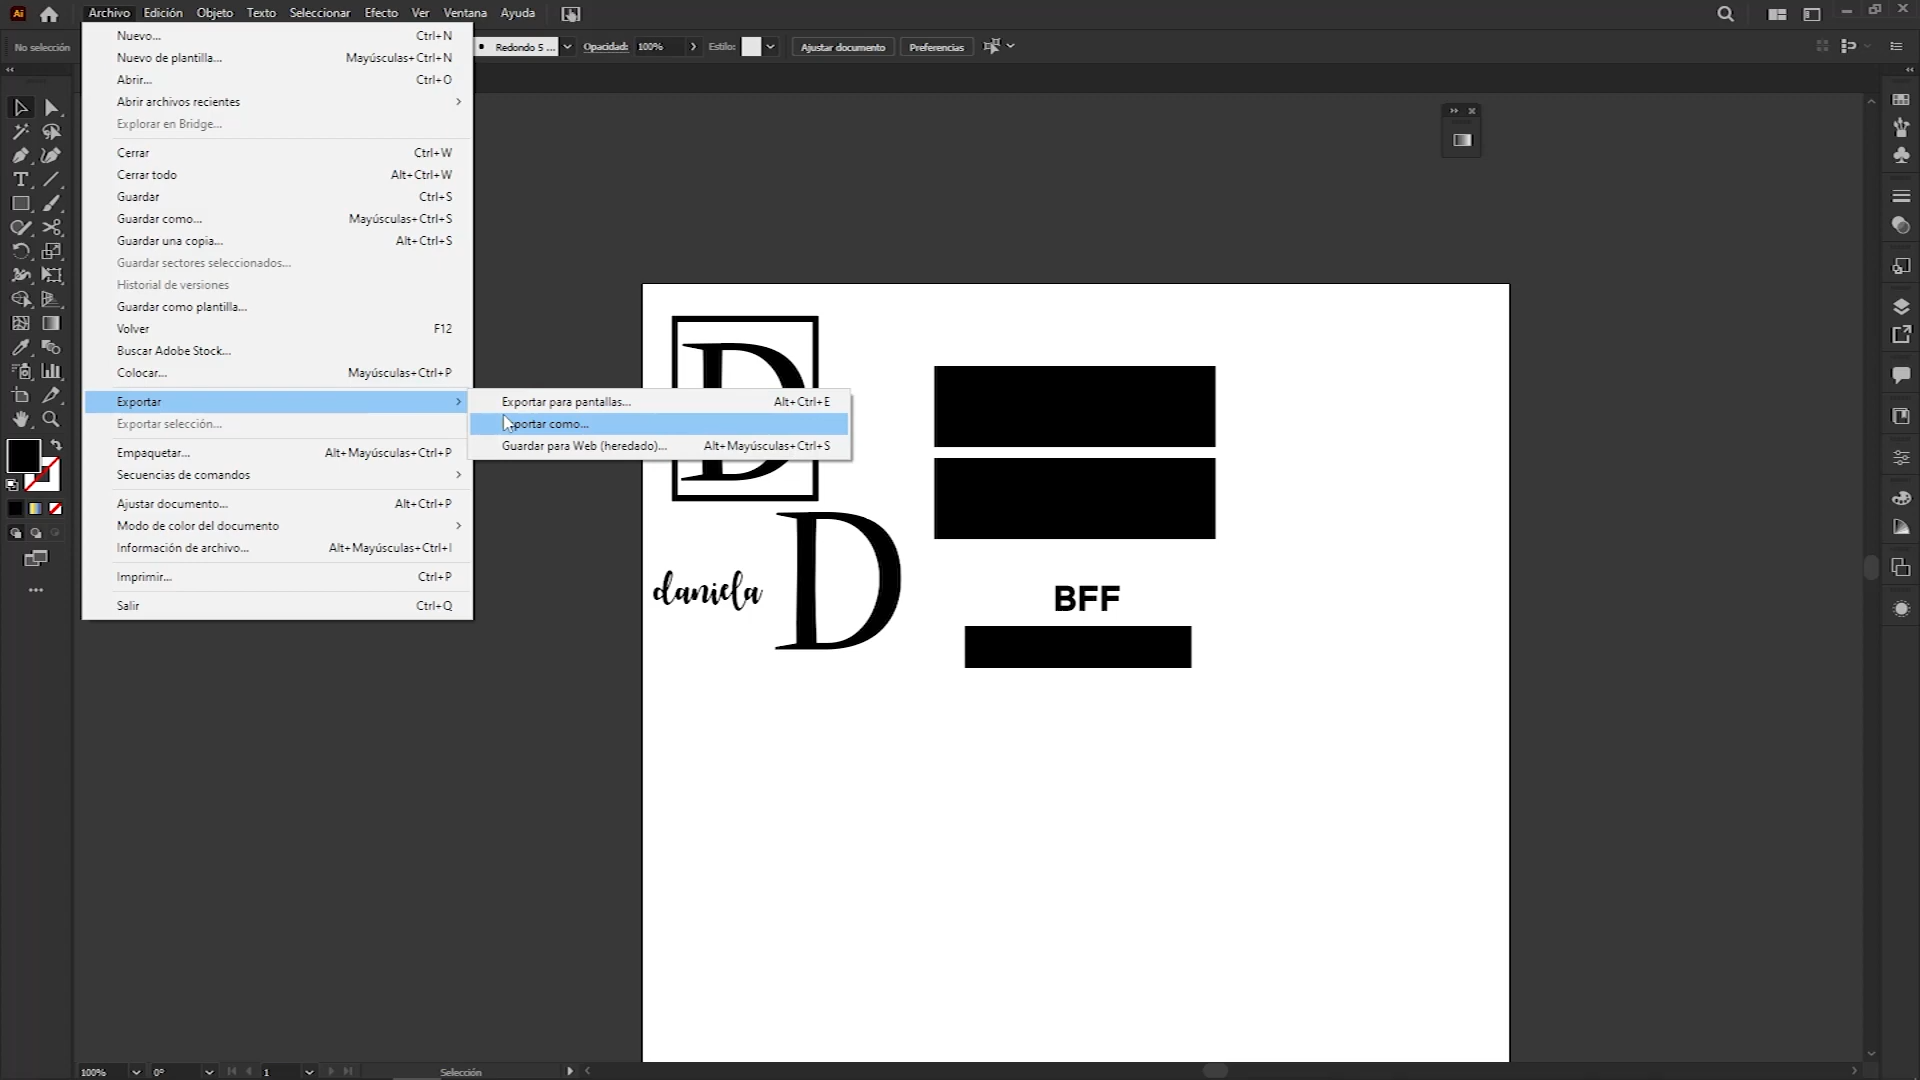 Ai Archivo Edición Objeto Texto Seleccionar Efecto Ver Ventana Ayuda
No selección Redondo 5 ... Opacidad: 100% Estilo: Ajustar documento Preferencias
Nuevo... Ctrl+N
Nuevo de plantilla... Mayúsculas+Ctrl+N
Abrir... Ctrl+O
Abrir archivos recientes
Explorar en Bridge...
Cerrar Ctrl+W
Cerrar todo Alt+Ctrl+W
Guardar Ctrl+S
Guardar como... Mayúsculas+Ctrl+S
Guardar una copia... Alt+Ctrl+S
Guardar sectores seleccionados...
Historial de versiones
Guardar como plantilla...
Volver F12
Buscar Adobe Stock...
Colocar... Mayúsculas+Ctrl+P
Exportar
Exportar selección...
Empaquetar... Alt+Mayúsculas+Ctrl+P
Secuencias de comandos
Ajustar documento... Alt+Ctrl+P
Modo de color del documento
Información de archivo... Alt+Mayúsculas+Ctrl+I
Imprimir... Ctrl+P
Salir Ctrl+Q
Exportar para pantallas... Alt+Ctrl+E
portar como...
Guardar para Web (heredado)... Alt+Mayúsculas+Ctrl+S
D
daniela
D
BFF
100% 0° 1 Selección